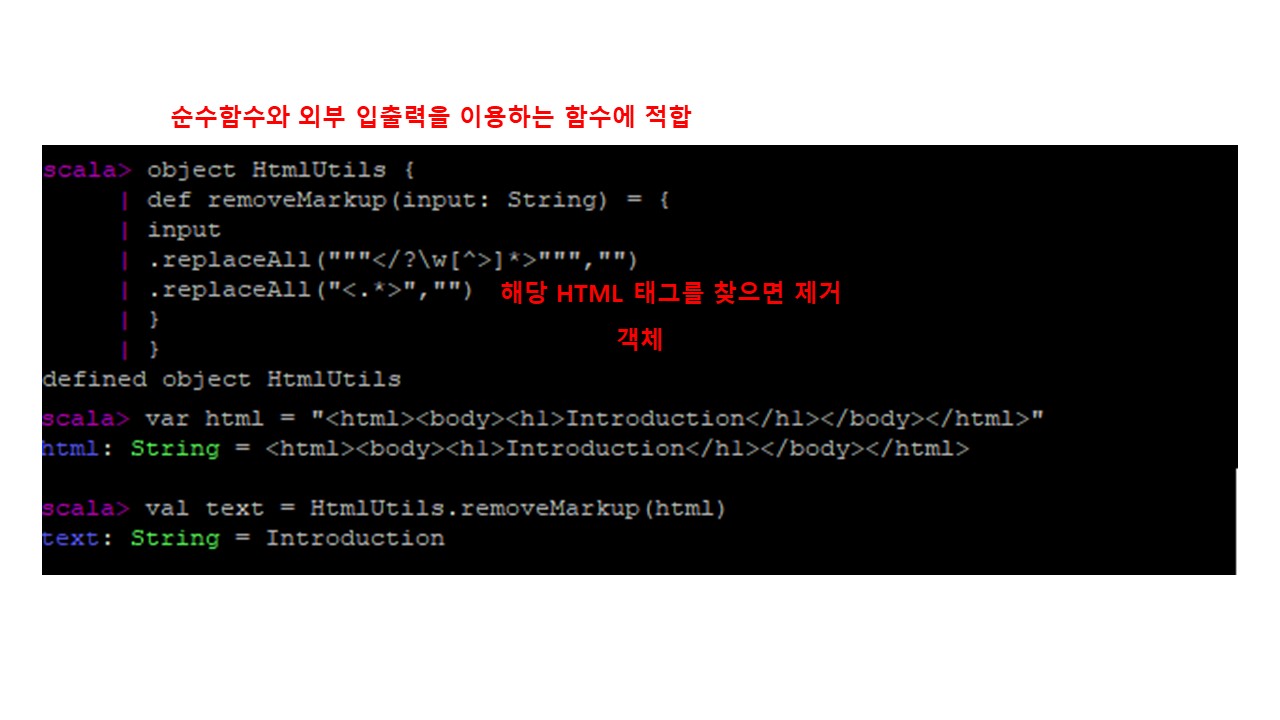 순수함수와 외부 입출력을 이용하는 함수에 적합
scala> object HtmlUtils {
| def removeMarkup(input: String) = {
| input
| .replaceAll("""</?\w[^>]*>""","")
| .replaceAll("<.*>","") 해당 HTML 태그를 찾으면 제거
| }
객체
| }
defined object HtmlUtils
scala> var html = "<html><body><h1>Introduction</h1></body></html>"
html: String = <html><body><h1>Introduction</h1></body></html>
scala> val text = HtmlUtils.removeMarkup(html)
text: String = Introduction